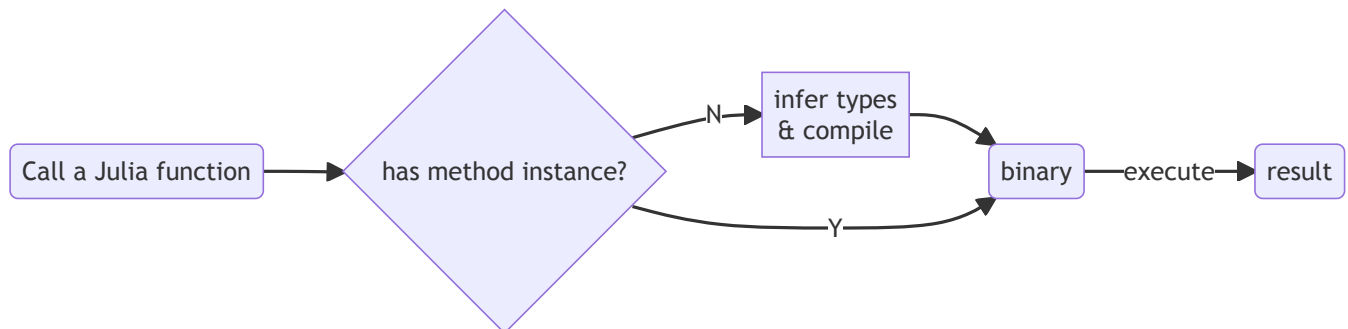 Call a Julia function
has method instance?
N
infer types
& compile
Y
binary
execute
result